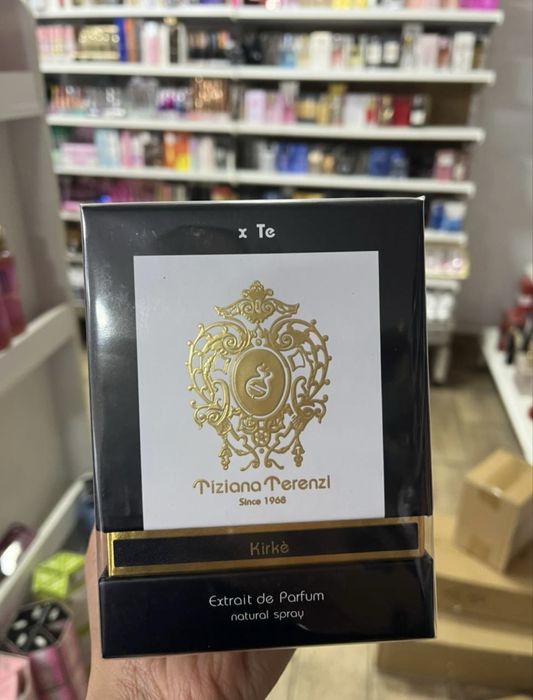 x Te
Tiziana Terenzi
Since 1968
Kirkè
Extrait de Parfum
natural spray